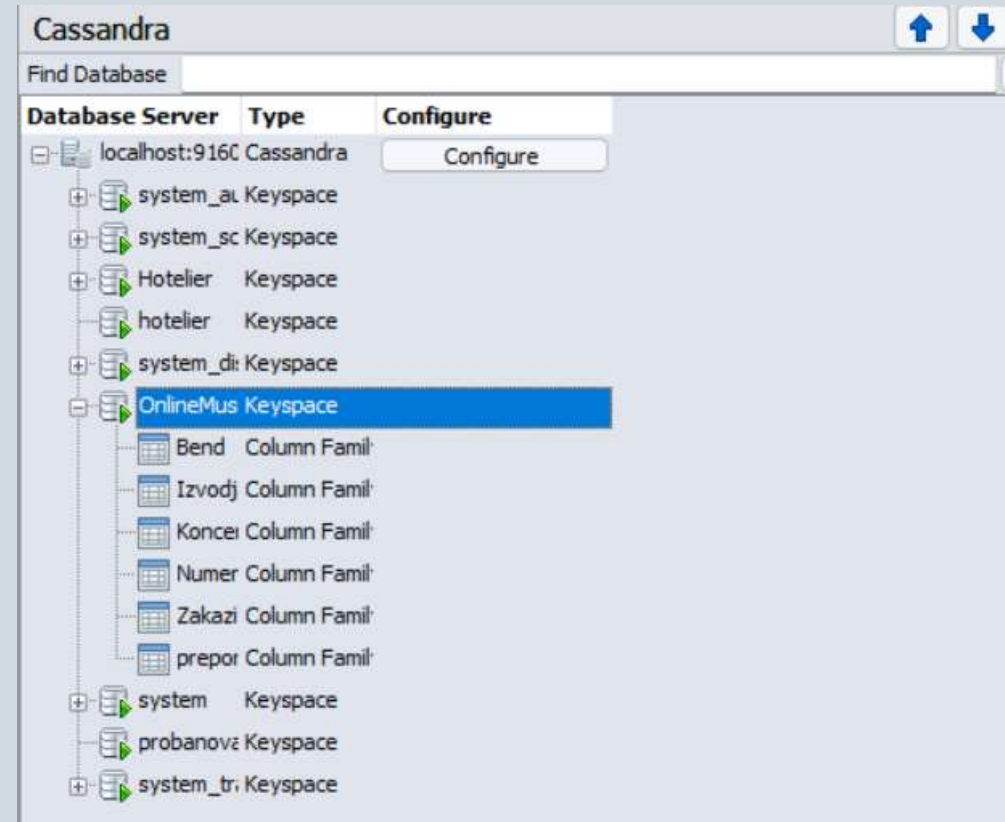 Cassandra
Find Database
Database Server Type Configure
localhost:9160 Cassandra Configure
system_au Keyspace
system_sc Keyspace
Hotelier Keyspace
hotelier Keyspace
system_di Keyspace
OnlineMus Keyspace
Bend Column Famil
Izvodj Column Famil
Koncer Column Famil
Numer Column Famil
Zakazi Column Famil
prepor Column Famil
system Keyspace
probanova Keyspace
system_tr Keyspace